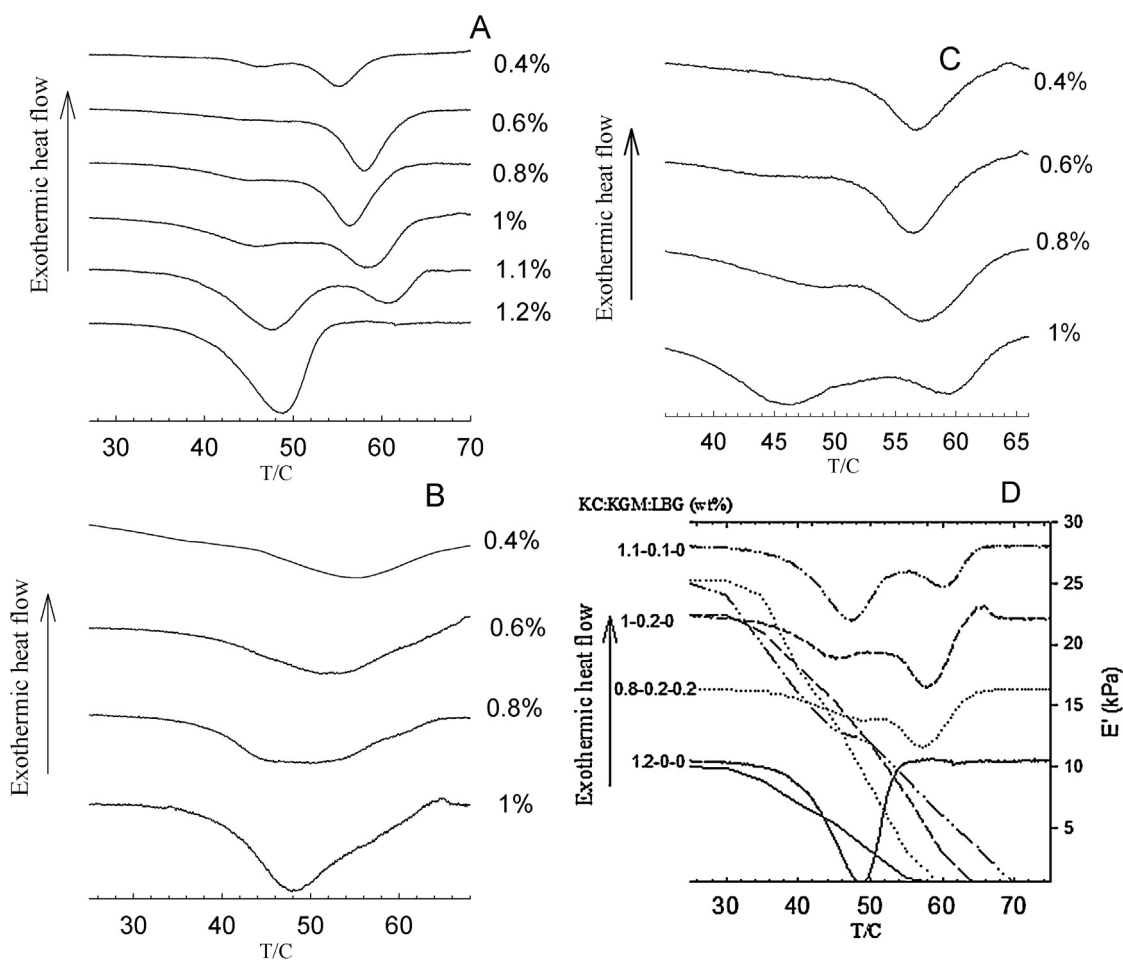 A
0.4%
0.6%
0.8%
1%
1.1%
1.2%
Exothermic heat flow
30 40 50 60 70
T/C
C
0.4%
0.6%
0.8%
1%
Exothermic heat flow
40 45 50 55 60 65
T/C
B
0.4%
0.6%
0.8%
1%
Exothermic heat flow
30 40 50 60
T/C
D
KC:KGM:LBG (wt%)
1.1-0.1-0
1-0.2-0
0.8-0.2-0.2
1.2-0-0
Exothermic heat flow
30
25
20
15
10
5
E' (kPa)
30 40 50 60 70
T/C